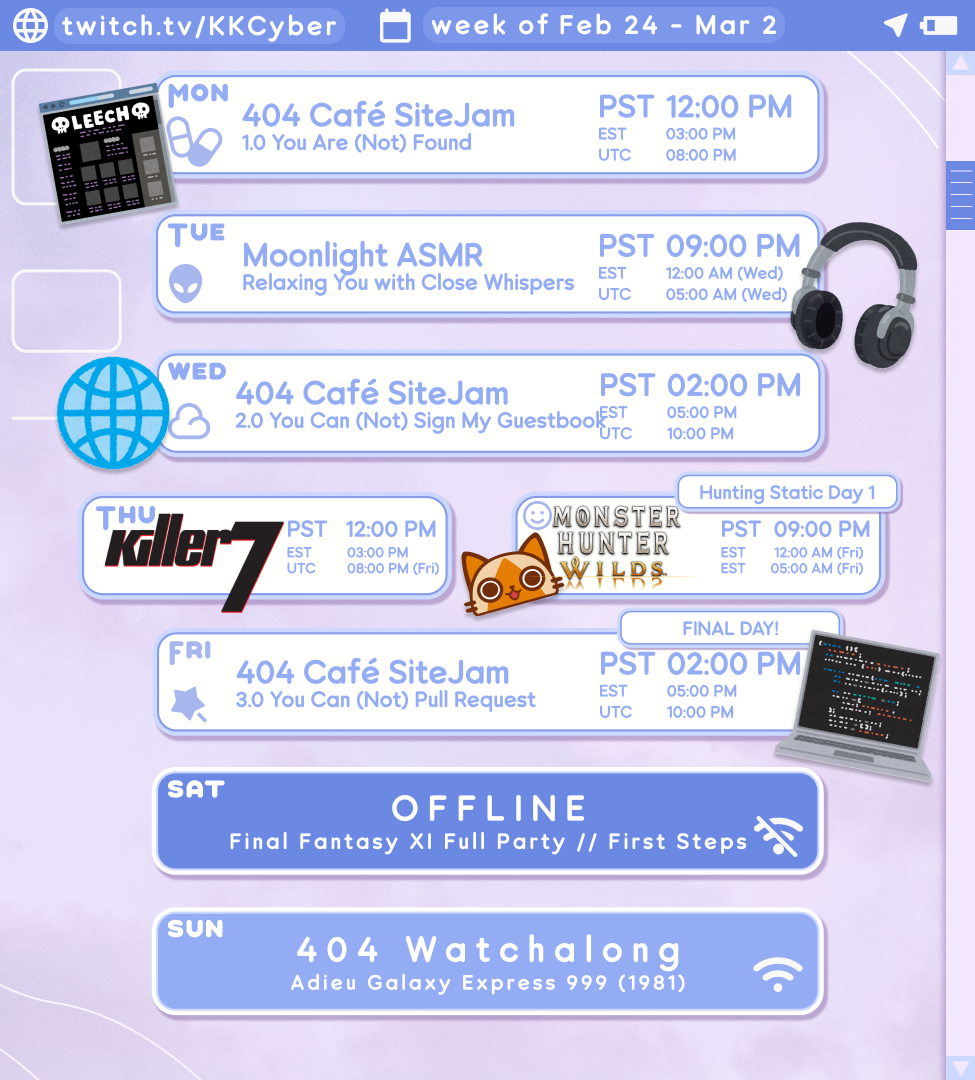 twitch.tv/KKCyber
week of Feb 24 - Mar 2
MON
LEECH
404 Café SiteJam
1.0 You Are (Not) Found
PST 12:00 PM
EST 03:00 PM
UTC 08:00 PM
TUE
Moonlight ASMR
Relaxing You with Close Whispers
PST 09:00 PM
EST 12:00 AM (Wed)
UTC 05:00 AM (Wed)
WED
404 Café SiteJam
2.0 You Can (Not) Sign My Guestbook
PST 02:00 PM
EST 05:00 PM
UTC 10:00 PM
THU
killer7
PST 12:00 PM
EST 03:00 PM
UTC 08:00 PM (Fri)
Hunting Static Day 1
MONSTER
HUNTER
WILDS
PST 09:00 PM
EST 12:00 AM (Fri)
EST 05:00 AM (Fri)
FINAL DAY!
FRI
404 Café SiteJam
3.0 You Can (Not) Pull Request
PST 02:00 PM
EST 05:00 PM
UTC 10:00 PM
SAT
OFFLINE
Final Fantasy XI Full Party // First Steps
SUN
404 Watchalong
Adieu Galaxy Express 999 (1981)